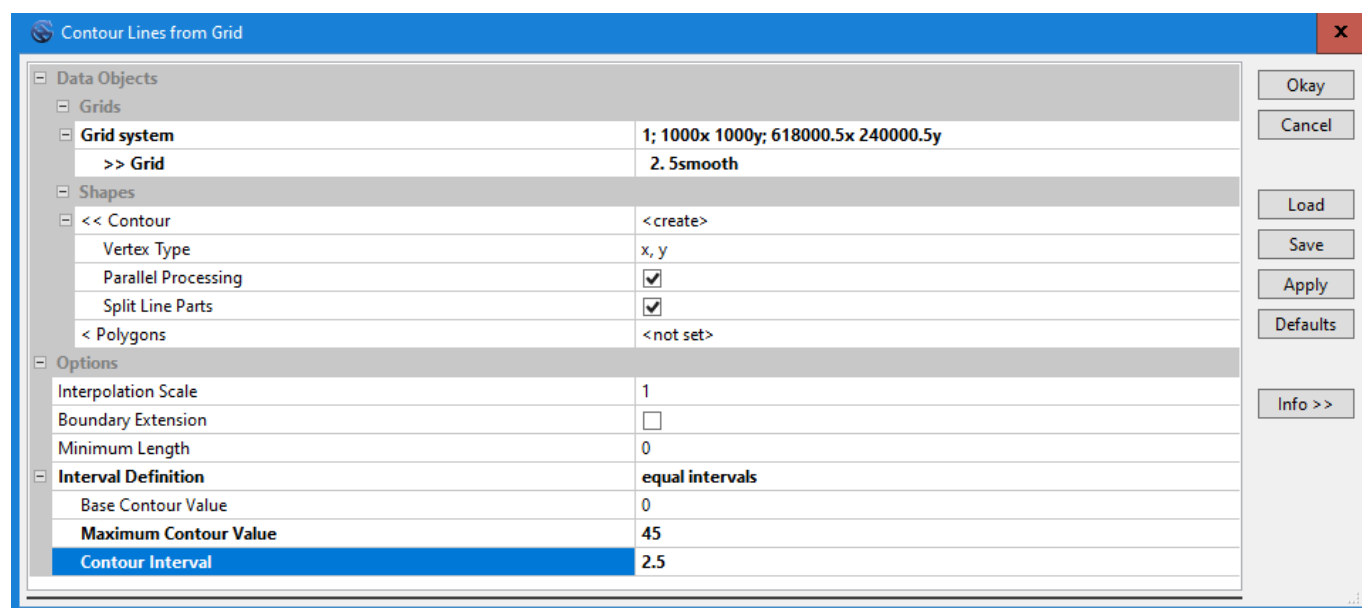 Contour Lines from Grid
x
Data Objects
Okay
Grids
Grid system 1; 1000x 1000y; 618000.5x 240000.5y
Cancel
>> Grid 2. 5smooth
Shapes
Load
<< Contour <create>
Vertex Type x, y
Save
Parallel Processing
Apply
Split Line Parts
Defaults
< Polygons <not set>
Options
Interpolation Scale 1
Info >>
Boundary Extension
Minimum Length 0
Interval Definition equal intervals
Base Contour Value 0
Maximum Contour Value 45
Contour Interval 2.5